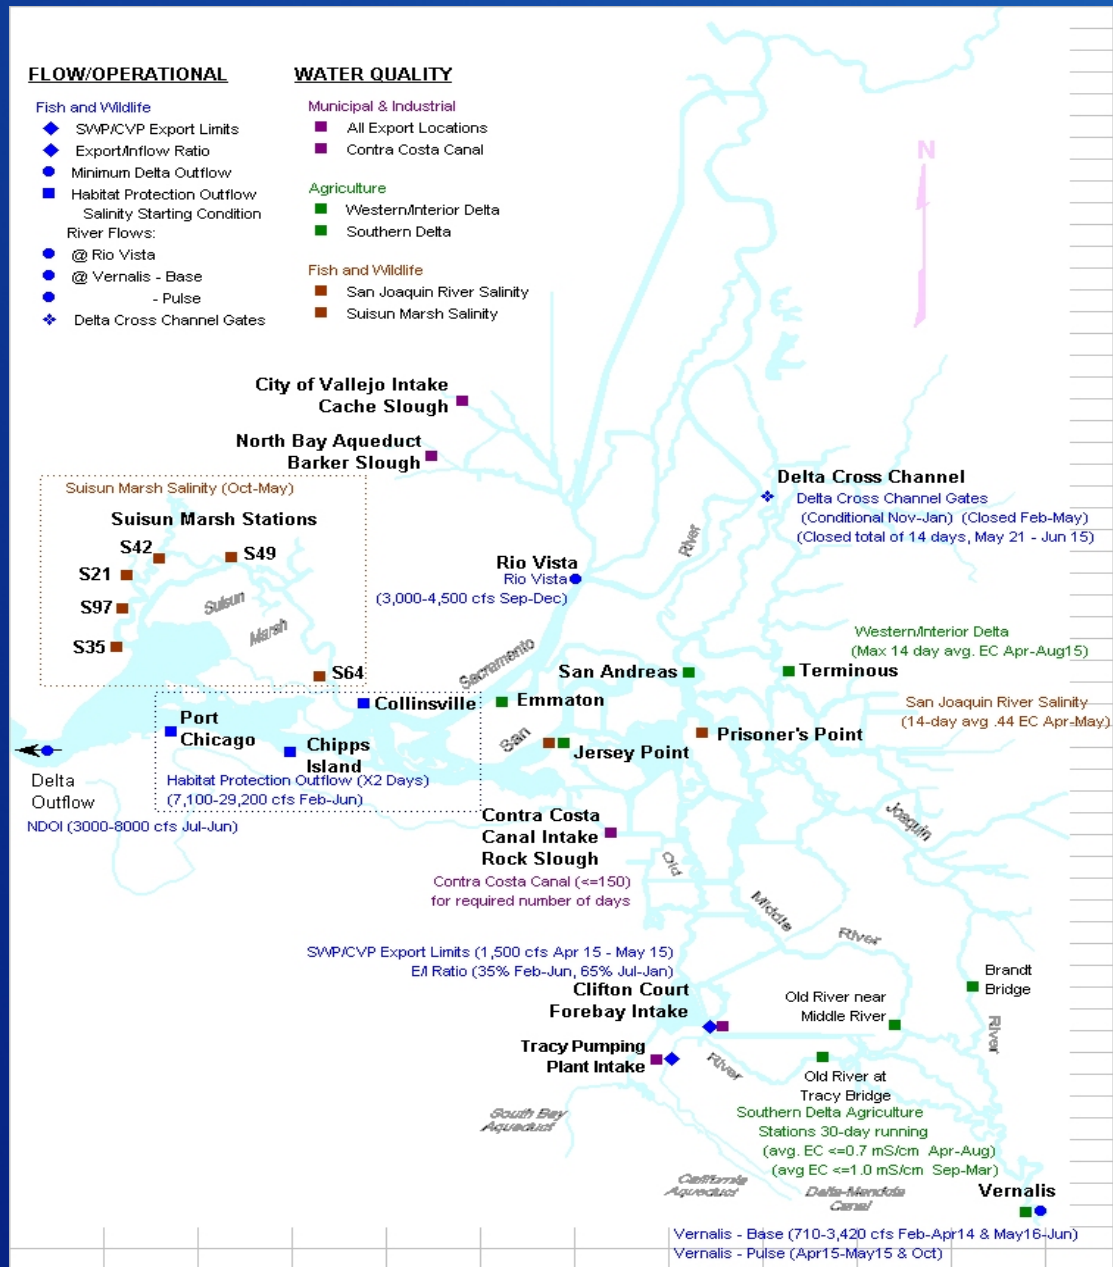 FLOW/OPERATIONAL
Fish and Wildlife
SWP/CVP Export Limits
Export/Inflow Ratio
Minimum Delta Outflow
Habitat Protection Outflow
Salinity Starting Condition
River Flows:
@ Rio Vista
@ Vernalis - Base
- Pulse
Delta Cross Channel Gates
WATER QUALITY
Municipal & Industrial
All Export Locations
Contra Costa Canal
Agriculture
Western/Interior Delta
Southern Delta
Fish and Wildlife
San Joaquin River Salinity
Suisun Marsh Salinity
N
City of Vallejo Intake
Cache Slough
North Bay Aqueduct
Barker Slough
Suisun Marsh Salinity (Oct-May)
Suisun Marsh Stations
S42
S49
S21
S97
S35
S64
Suisun
Marsh
Delta Cross Channel
Delta Cross Channel Gates
(Conditional Nov-Jan) (Closed Feb-May)
(Closed total of 14 days, May 21 - Jun 15)
River
Rio Vista
Rio Vista
(3,000-4,500 cfs Sep-Dec)
Sacramento
Western/Interior Delta
(Max 14 day avg. EC Apr-Aug15)
San Andreas
Terminous
Collinsville
Emmaton
San Joaquin River Salinity
(14-day avg .44 EC Apr-May)
Port
Chicago
Chipps
Island
San
Jersey Point
Prisoner's Point
Habitat Protection Outflow (X2 Days)
(7,100-29,200 cfs Feb-Jun)
Delta
Outflow
NDOI (3000-8000 cfs Jul-Jun)
Contra Costa
Canal Intake
Rock Slough
Contra Costa Canal (<=150)
for required number of days
Joaquin
Old
Middle
River
SWP/CVP Export Limits (1,500 cfs Apr 15 - May 15)
E/I Ratio (35% Feb-Jun, 65% Jul-Jan)
Clifton Court
Forebay Intake
Old River near
Middle River
Brandt
Bridge
River
Tracy Pumping
Plant Intake
River
Old River at
Tracy Bridge
South Bay
Aqueduct
Southern Delta Agriculture
Stations 30-day running
(avg. EC <=0.7 mS/cm Apr-Aug)
(avg EC <=1.0 mS/cm Sep-Mar)
California
Aqueduct
Delta-Mendota
Canal
Vernalis
Vernalis - Base (710-3,420 cfs Feb-Apr14 & May16-Jun)
Vernalis - Pulse (Apr15-May15 & Oct)